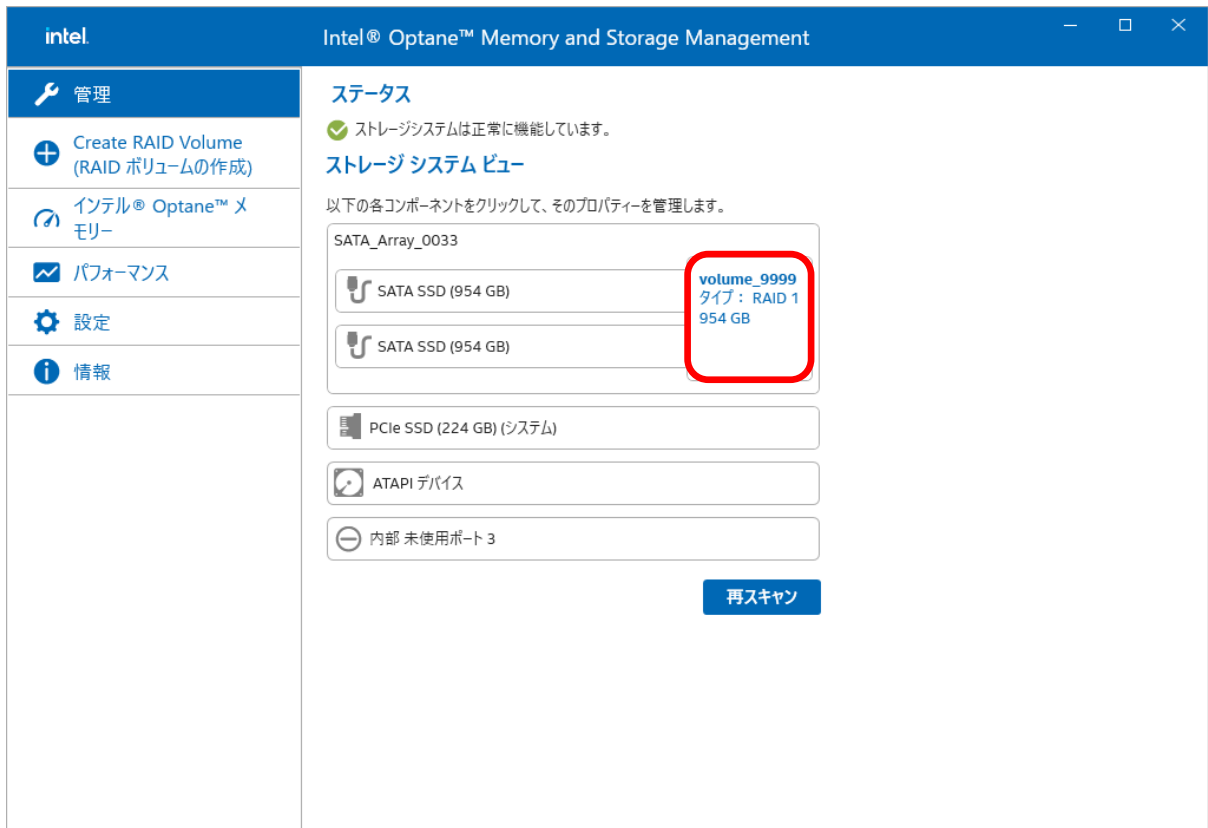 intel.
Intel® Optane™ Memory and Storage Management
管理
Create RAID Volume
(RAID ボリュームの作成)
インテル® Optane™ メ
モリー
パフォーマンス
設定
情報
ステータス
ストレージシステムは正常に機能しています。
ストレージ システム ビュー
以下の各コンポーネントをクリックして、そのプロパティーを管理します。
SATA_Array_0033
SATA SSD (954 GB)
SATA SSD (954 GB)
volume_9999
タイプ： RAID 1
954 GB
PCIe SSD (224 GB) (システム)
ATAPI デバイス
内部 未使用ポート 3
再スキャン